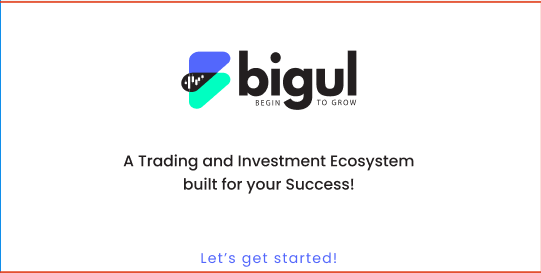 bigul
BEGIN TO GROW
A Trading and Investment Ecosystem
built for your Success!
Let's get started!